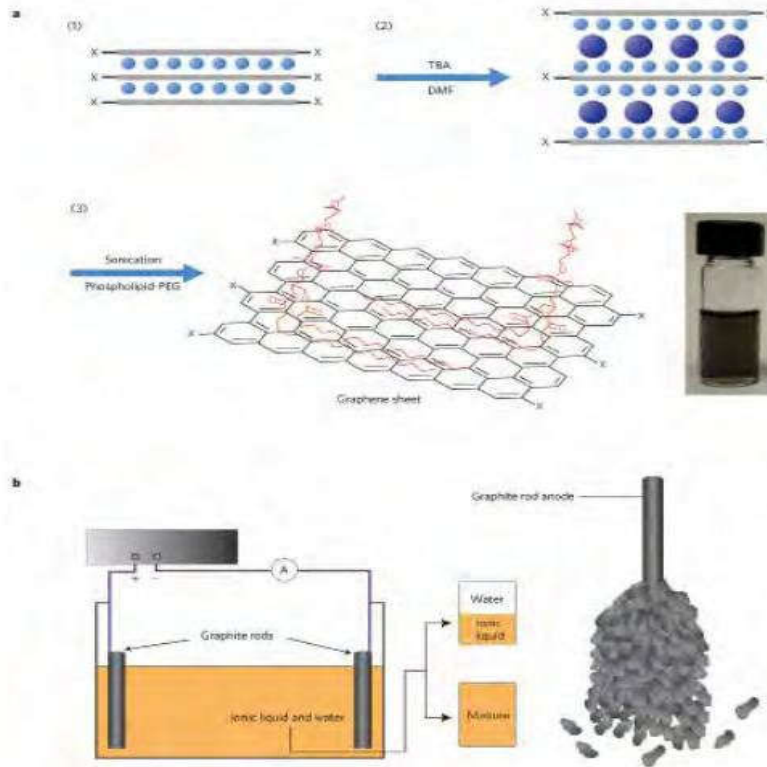 a
(1)
(2)
X
X
X
X
X
X
TBA
DMF
X
X
X
(3)
Sonication
Phospholipid-PEG
X
X
X
X
X
X
Graphene sheet
b
Graphite rod anode
A
+ -
Graphite rods
Water
Ionic
liquid
Ionic liquid and water
Mixture